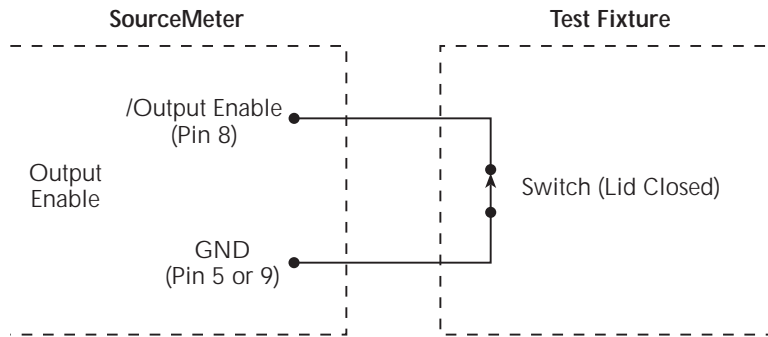 SourceMeter
Test Fixture
/Output Enable
(Pin 8)
Output
Enable
Switch (Lid Closed)
GND
(Pin 5 or 9)